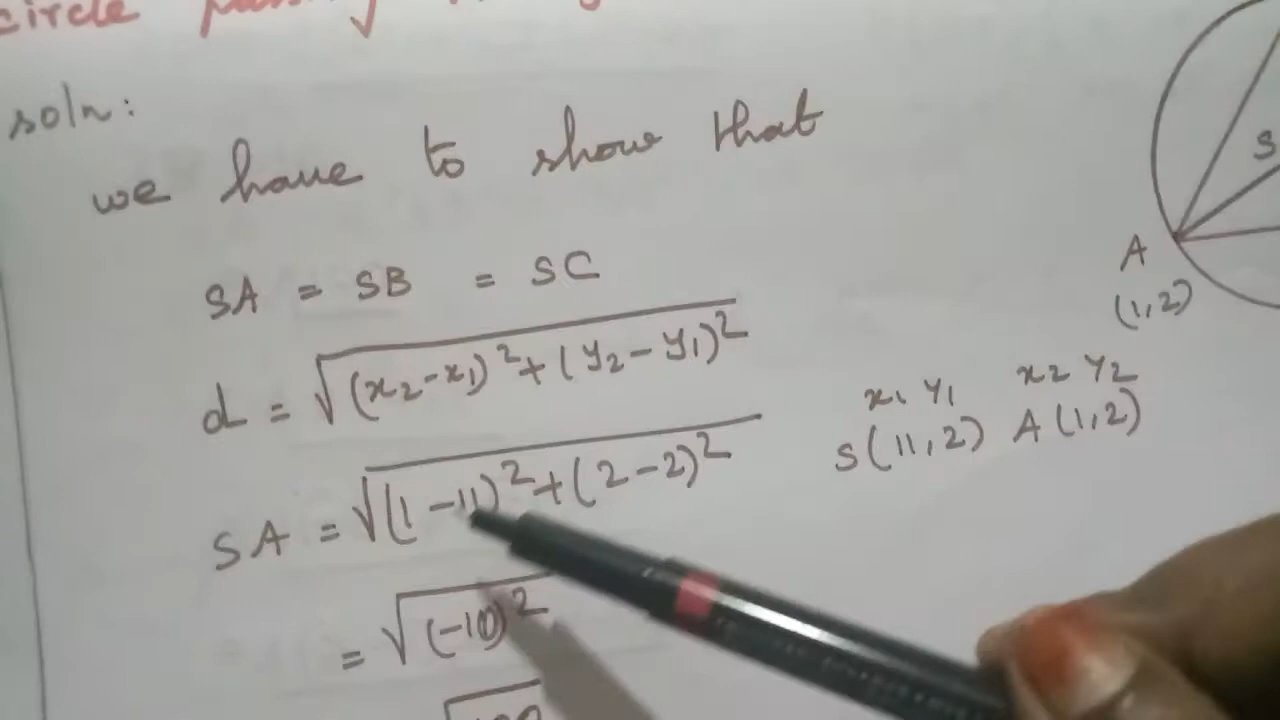 circle
soln:
we have to show that
SA = SB = SC
d = √(x₂-x₁)²+(y₂-y₁)²
x₁ y₁ x₂ y₂
S(11,2) A(1,2)
SA = √(1-11)²+(2-2)²
= √(-10)²
S
A
(1,2)